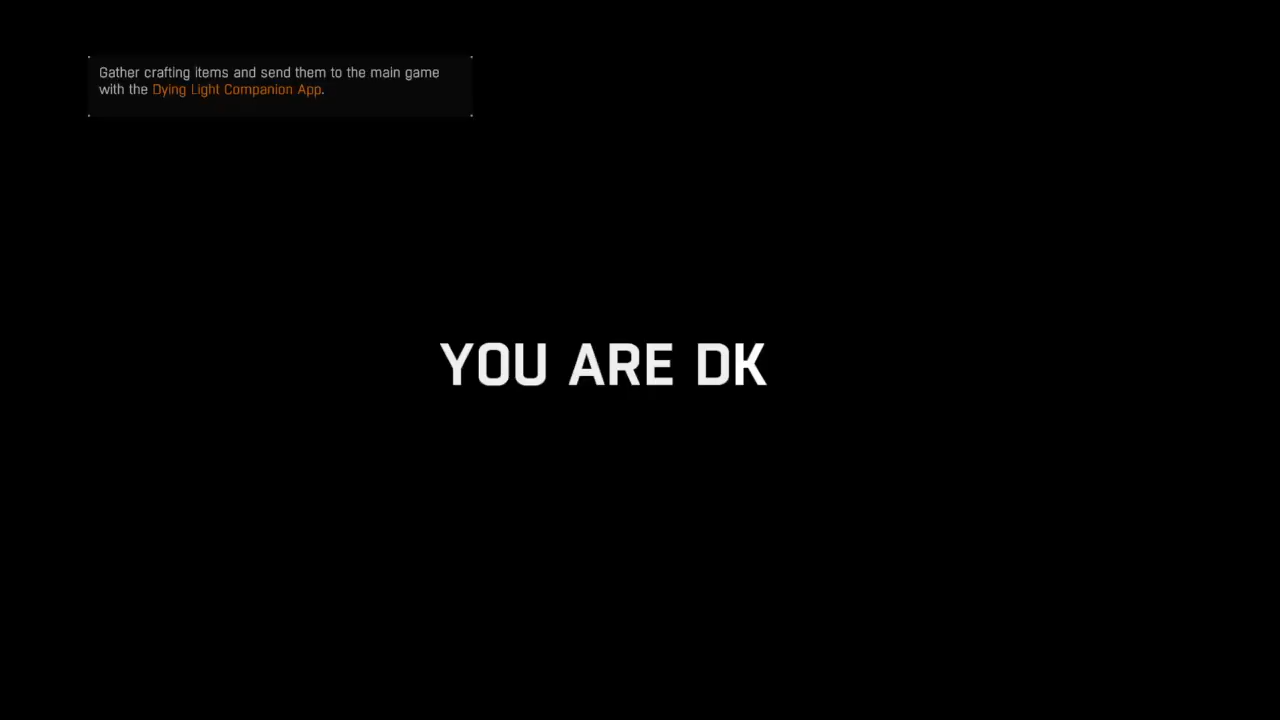 Gather crafting items and send them to the main game
with the Dying Light Companion App.
YOU ARE DK